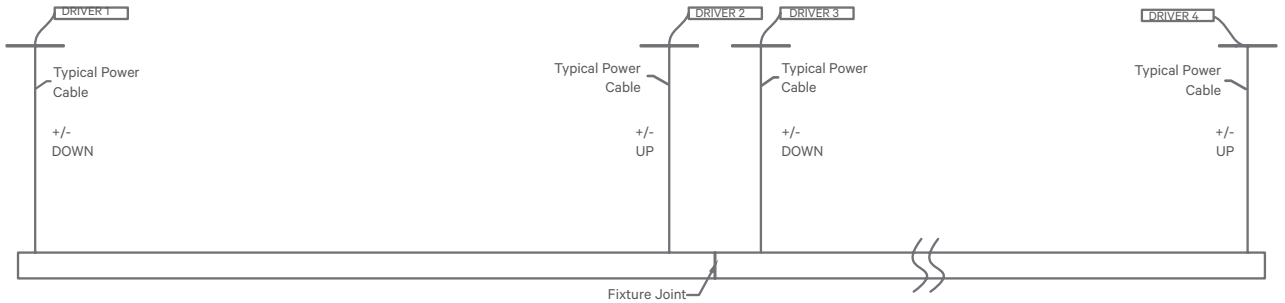 DRIVER 1
DRIVER 2
DRIVER 3
DRIVER 4
Typical Power
Cable
Typical Power
Cable
Typical Power
Cable
Typical Power
Cable
+/-
DOWN
+/-
UP
+/-
DOWN
+/-
UP
Fixture Joint